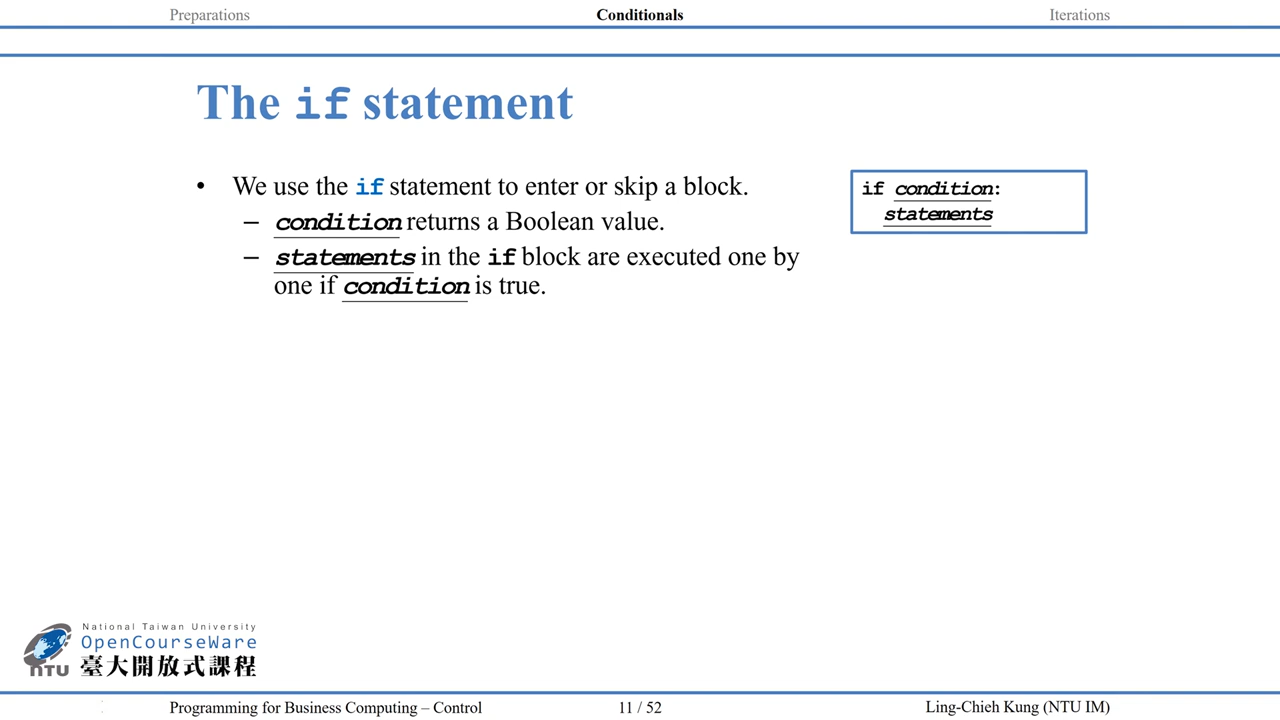 Preparations
Conditionals
Iterations
The if statement
• We use the if statement to enter or skip a block.
– condition returns a Boolean value.
– statements in the if block are executed one by
one if condition is true.
if condition:
statements
National Taiwan University
OpenCourseWare
NTU 臺大開放式課程
Programming for Business Computing – Control
11 / 52
Ling-Chieh Kung (NTU IM)